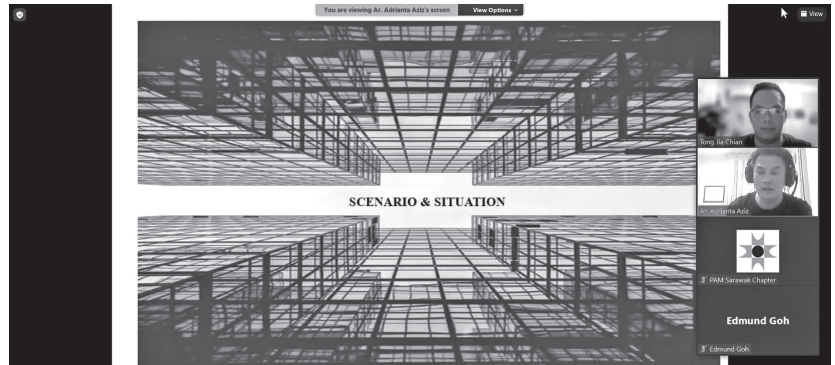 You are viewing Ar. Adrianta Aziz's screen
View Options
View
SCENARIO & SITUATION
Tong Jia Chian
Ar. Adrianta Aziz
PAM Sarawak Chapter
Edmund Goh
Edmund Goh